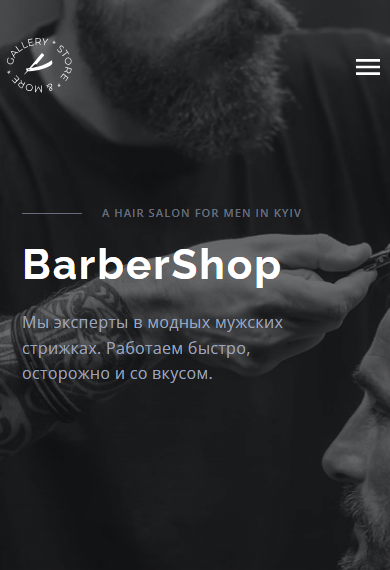 GALLERY * STORE * & MORE *
A HAIR SALON FOR MEN IN KYIV
BarberShop
Мы эксперты в модных мужских
стрижках. Работаем быстро,
осторожно и со вкусом.